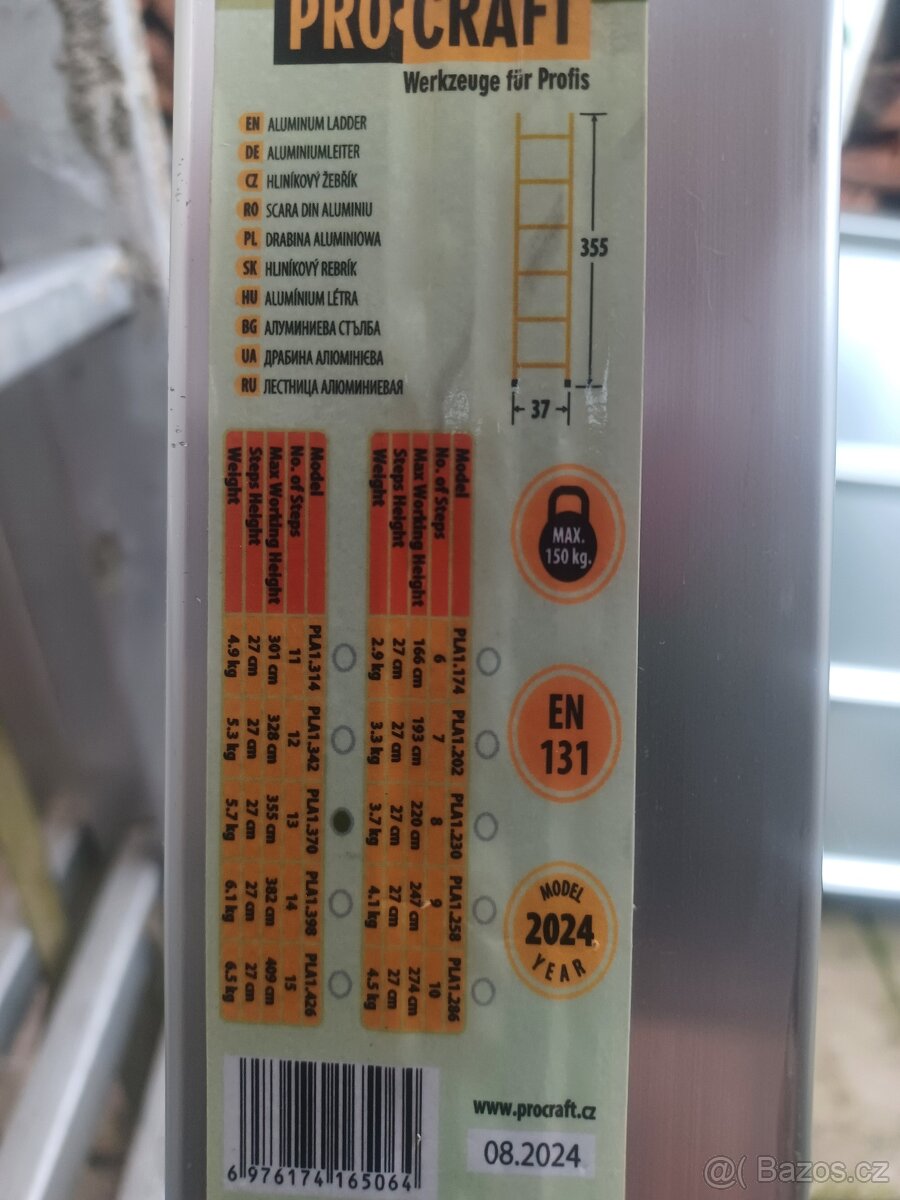 PRO CRAFT
Werkzeuge für Profis
EN ALUMINUM LADDER
DE ALUMINIUMLEITER
CZ HLINÍKOVÝ ŽEBŘÍK
RO SCARA DIN ALUMINIU
PL DRABINA ALUMINIOWA
SK HLINÍKOVÝ REBRÍK
HU ALUMÍNIUM LÉTRA
BG АЛУМИНИЕВА СТЪЛБА
UA ДРАБИНА АЛЮМІНІЄВА
RU ЛЕСТНИЦА АЛЮМИНИЕВАЯ
355
37
Model PLA1.174 PLA1.202 PLA1.230 PLA1.258 PLA1.286
No. of Steps 6 7 8 9 10
Max Working Height 166 cm 193 cm 220 cm 247 cm 274 cm
Steps Height 27 cm 27 cm 27 cm 27 cm 27 cm
Weight 2.9 kg 3.3 kg 3.7 kg 4.1 kg 4.5 kg
Model PLA1.314 PLA1.342 PLA1.370 PLA1.398 PLA1.426
No. of Steps 11 12 13 14 15
Max Working Height 301 cm 328 cm 355 cm 382 cm 409 cm
Steps Height 27 cm 27 cm 27 cm 27 cm 27 cm
Weight 4.9 kg 5.3 kg 5.7 kg 6.1 kg 6.5 kg
MAX.
150 kg.
EN
131
MODEL
2024
YEAR
www.procraft.cz
08.2024
6 976174 165064
@( Bazos.cz